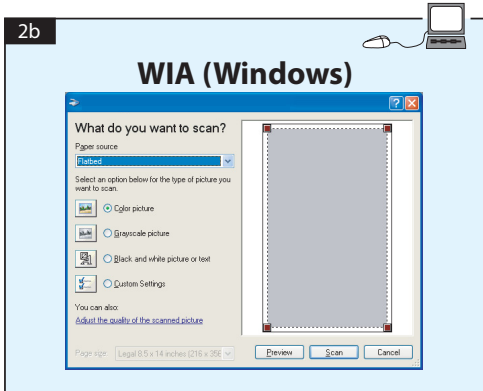 2b
WIA (Windows)
What do you want to scan?
Paper source
Flatbed
Select an option below for the type of picture you
want to scan.
Color picture
Grayscale picture
Black and white picture or text
Custom Settings
You can also:
Adjust the quality of the scanned picture
Page size: Legal 8.5 x 14 inches (216 x 356
Preview Scan Cancel